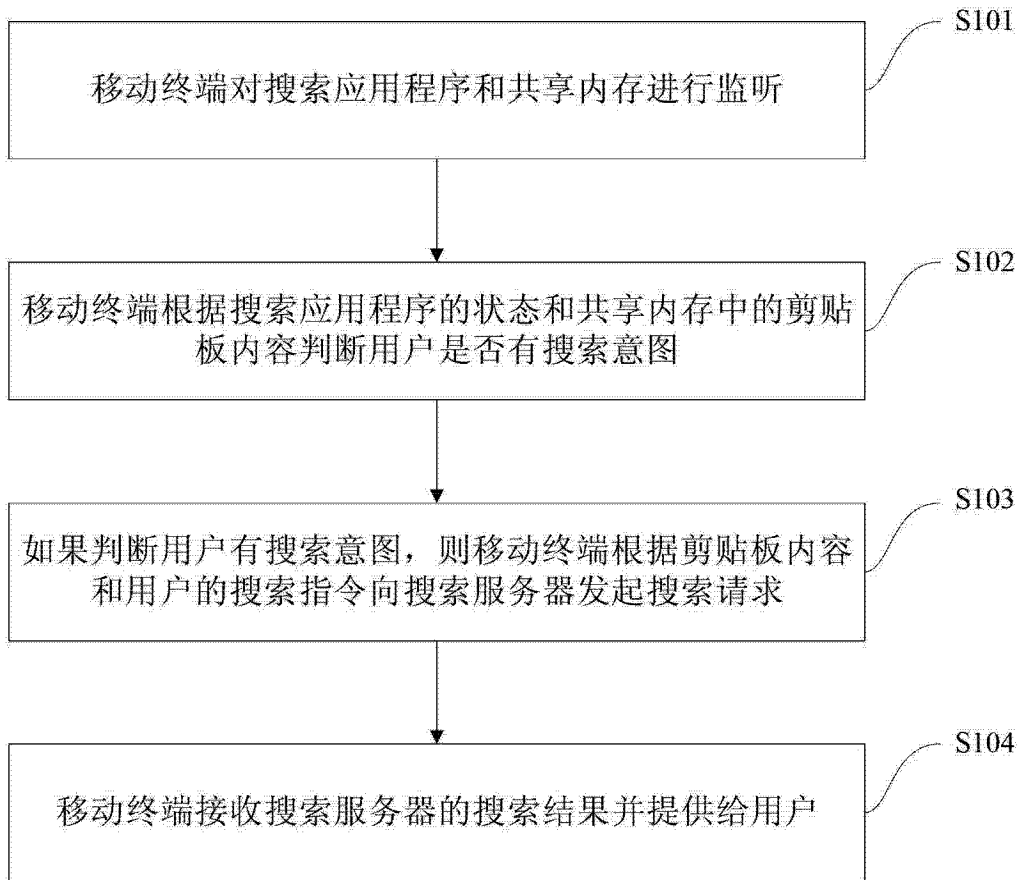 S101
移动终端对搜索应用程序和共享内存进行监听
S102
移动终端根据搜索应用程序的状态和共享内存中的剪贴
板内容判断用户是否有搜索意图
S103
如果判断用户有搜索意图，则移动终端根据剪贴板内容
和用户的搜索指令向搜索服务器发起搜索请求
S104
移动终端接收搜索服务器的搜索结果并提供给用户